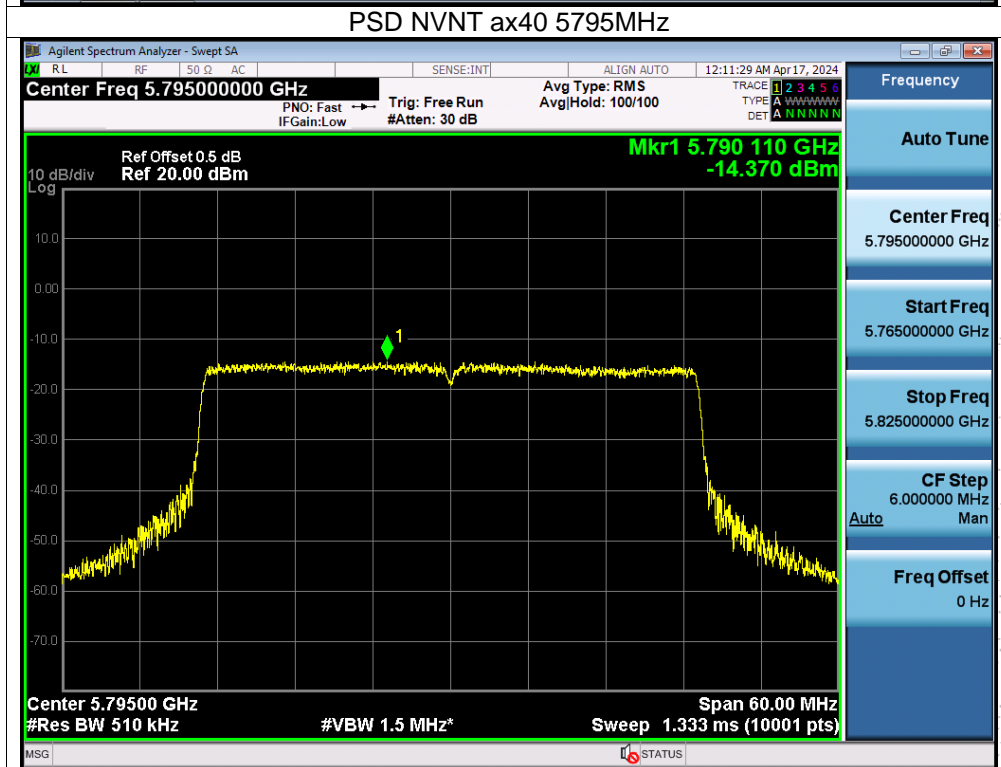 PSD NVNT ax40 5795MHz
Agilent Spectrum Analyzer - Swept SA
LXI RL RF 50 Ω AC SENSE:INT ALIGN AUTO 12:11:29 AM Apr 17, 2024
Center Freq 5.795000000 GHz
PNO: Fast
IFGain:Low
Trig: Free Run
#Atten: 30 dB
Avg Type: RMS
Avg|Hold: 100/100
TRACE 1 2 3 4 5 6
TYPE A WWWWW
DET A N N N N N
Mkr1 5.790 110 GHz
-14.370 dBm
Ref Offset 0.5 dB
10 dB/div Ref 20.00 dBm
Log
10.0
0.00
-10.0
-20.0
-30.0
-40.0
-50.0
-60.0
-70.0
1
Center 5.79500 GHz Span 60.00 MHz
#Res BW 510 kHz #VBW 1.5 MHz* Sweep 1.333 ms (10001 pts)
MSG STATUS
Frequency
Auto Tune
Center Freq
5.795000000 GHz
Start Freq
5.765000000 GHz
Stop Freq
5.825000000 GHz
CF Step
6.000000 MHz
Auto Man
Freq Offset
0 Hz